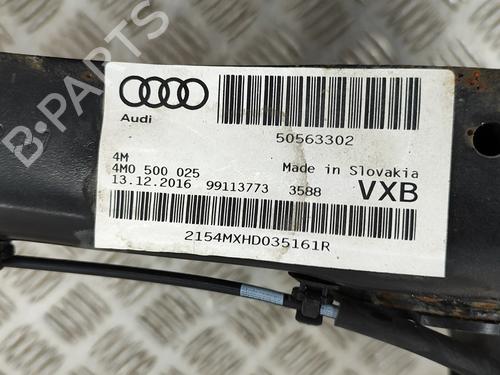 B-PARTS
Audi
50563302
4M
4M0 500 025 Made in Slovakia
13.12.2016 99113773 3588 VXB
2154MXHD035161R